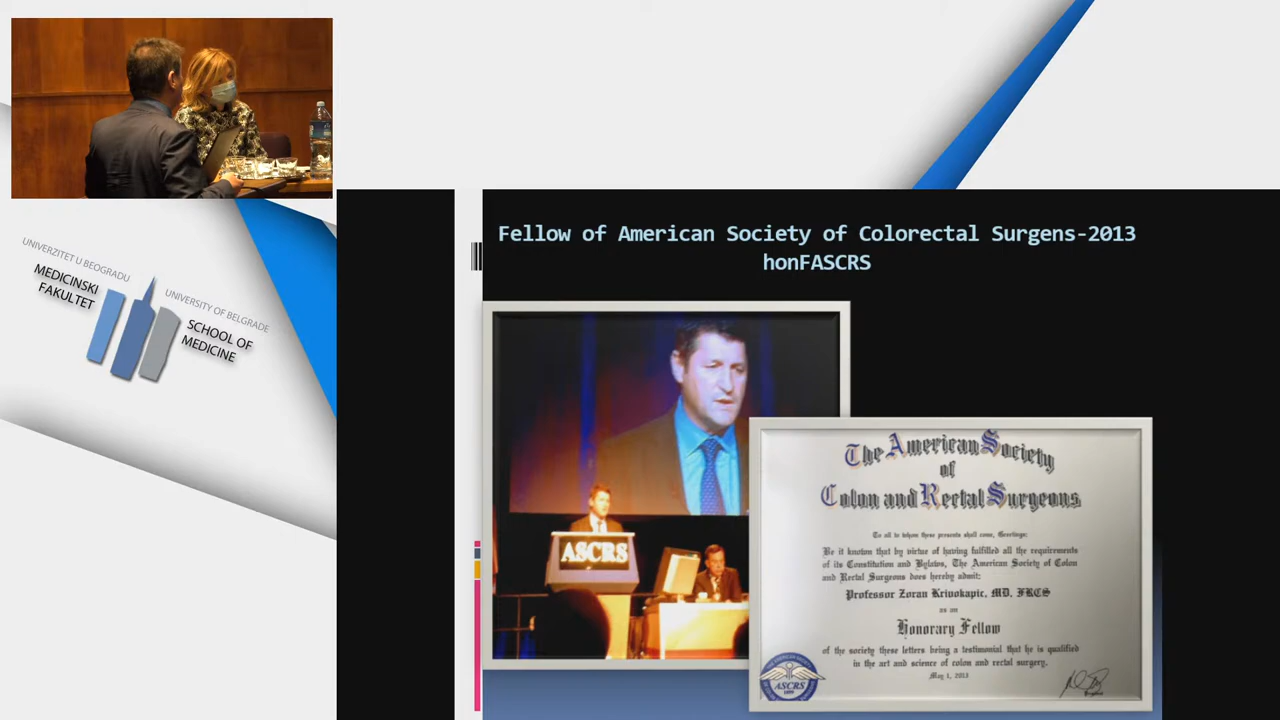 UNIVERZITET U BEOGRADU
MEDICINSKI
FAKULTET
UNIVERSITY OF BELGRADE
SCHOOL OF
MEDICINE
Fellow of American Society of Colorectal Surgens-2013
honFASCRS
ASCRS
The American Society
of
Colon and Rectal Surgeons
To all to whom these presents shall come, Greetings:
Be it known that by virtue of having fulfilled all the requirements
of its Constitution and Bylaws, The American Society of Colon
and Rectal Surgeons does hereby admit:
Professor Zoran Krivokapic, MD, FRCS
as an
Honorary Fellow
of the society these letters being a testimonial that he is qualified
in the art and science of colon and rectal surgery.
May 1, 2013
ASCRS